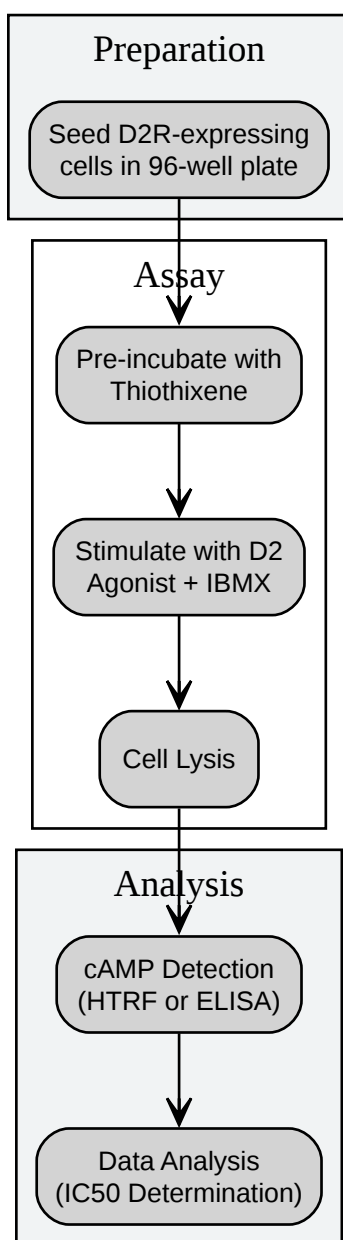 Preparation
Seed D2R-expressing
cells in 96-well plate
Assay
Pre-incubate with
Thiothixene
Stimulate with D2
Agonist + IBMX
Cell Lysis
Analysis
cAMP Detection
(HTRF or ELISA)
Data Analysis
(IC50 Determination)